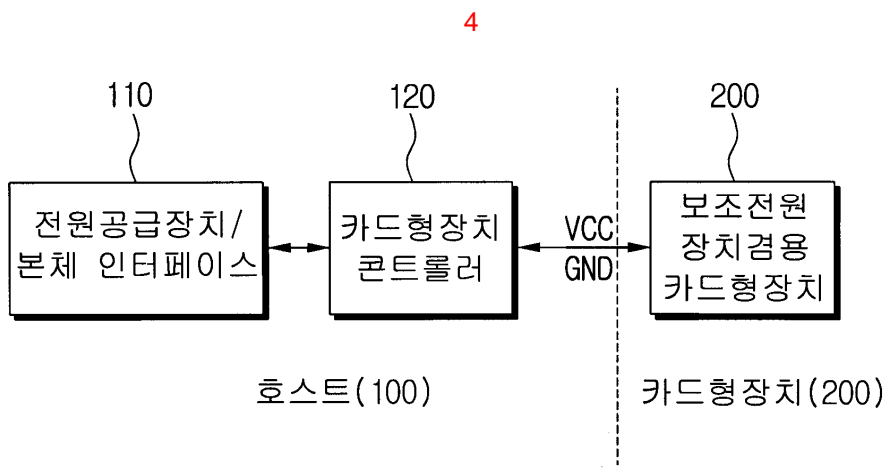 4
110
120
200
전원공급장치/
본체 인터페이스
카드형장치
콘트롤러
VCC
GND
보조전원
장치겸용
카드형장치
호스트(100)
카드형장치(200)